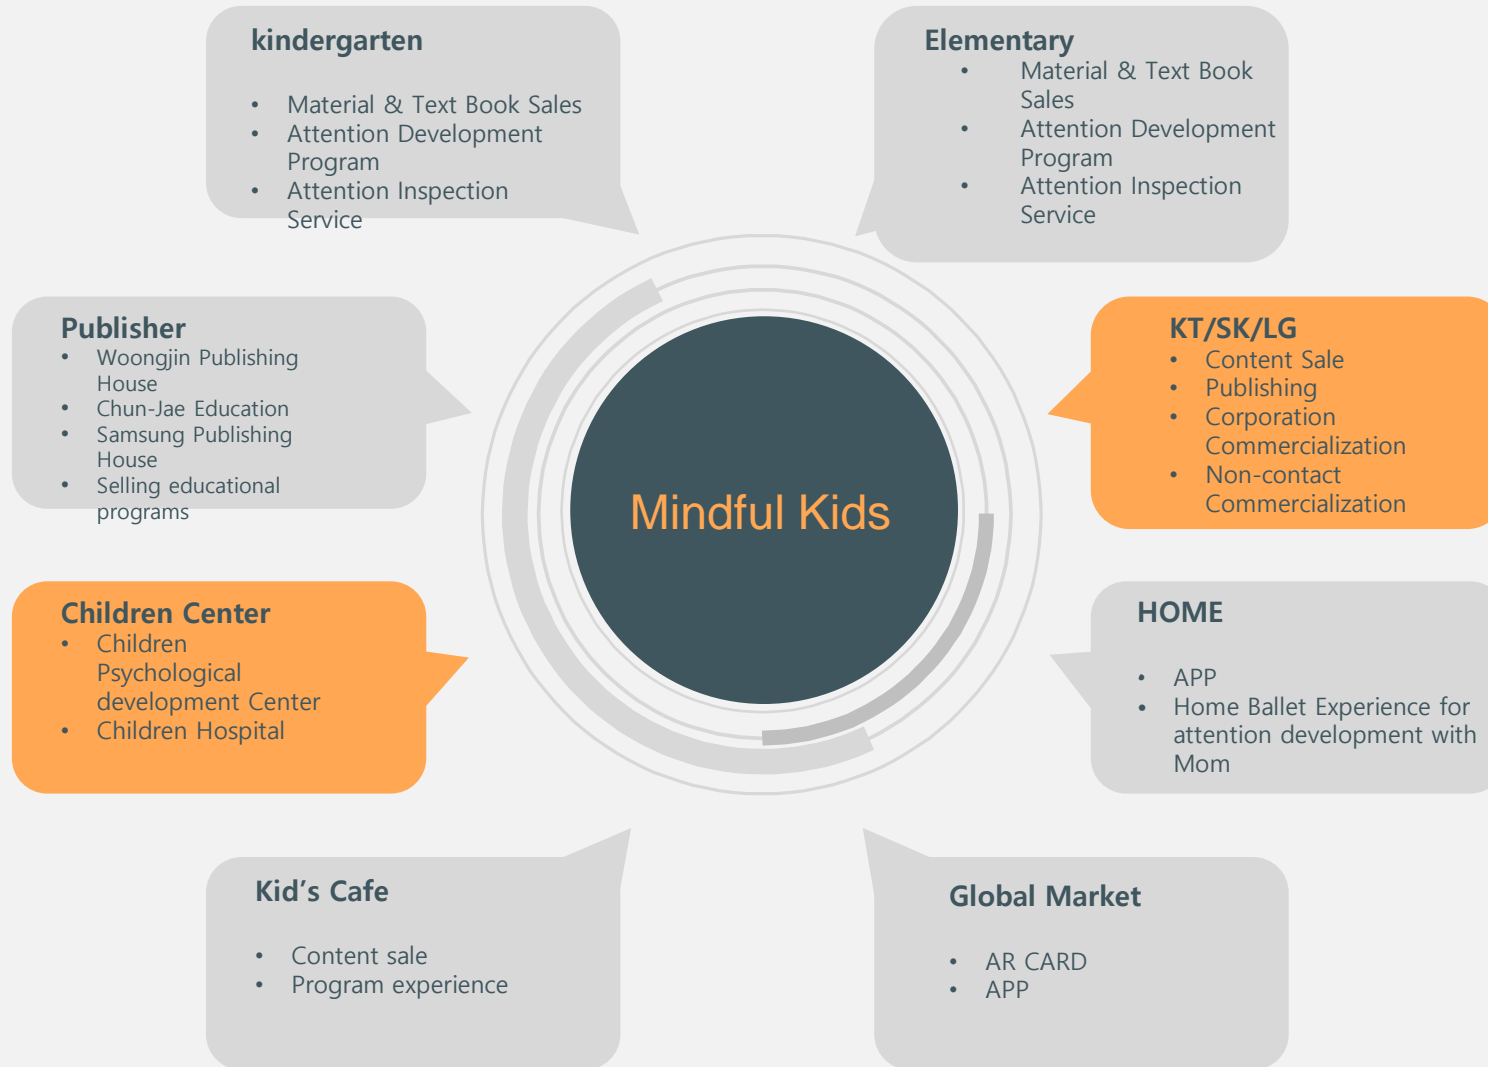 kindergarten
• Material & Text Book Sales
• Attention Development
Program
• Attention Inspection
Service
Elementary
• Material & Text Book
Sales
• Attention Development
Program
• Attention Inspection
Service
Publisher
• Woongjin Publishing
House
• Chun-Jae Education
• Samsung Publishing
House
• Selling educational
programs
KT/SK/LG
• Content Sale
• Publishing
• Corporation
Commercialization
• Non-contact
Commercialization
Mindful Kids
Children Center
• Children
Psychological
development Center
• Children Hospital
HOME
• APP
• Home Ballet Experience for
attention development with
Mom
Kid’s Cafe
• Content sale
• Program experience
Global Market
• AR CARD
• APP